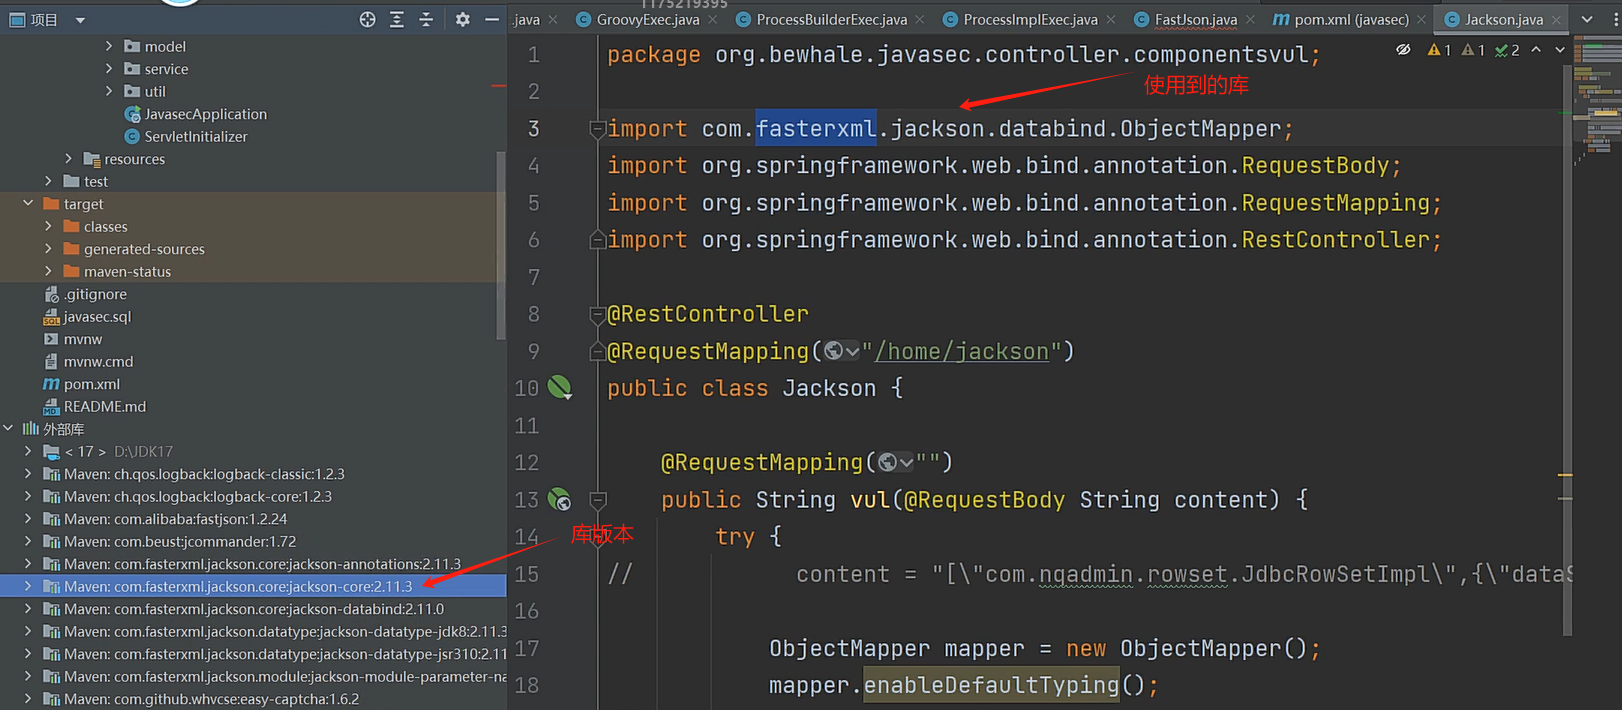 1175219395
项目
.java
GroovyExec.java
ProcessBuilderExec.java
ProcessImplExec.java
FastJson.java
pom.xml (javasec)
Jackson.java
model
service
util
JavasecApplication
ServletInitializer
resources
test
target
classes
generated-sources
maven-status
.gitignore
javasec.sql
mvnw
mvnw.cmd
pom.xml
README.md
外部库
< 17 > D:\JDK17
Maven: ch.qos.logback:logback-classic:1.2.3
Maven: ch.qos.logback:logback-core:1.2.3
Maven: com.alibaba:fastjson:1.2.24
Maven: com.beust:jcommander:1.72
Maven: com.fasterxml.jackson.core:jackson-annotations:2.11.3
Maven: com.fasterxml.jackson.core:jackson-core:2.11.3
Maven: com.fasterxml.jackson.core:jackson-databind:2.11.0
Maven: com.fasterxml.jackson.datatype:jackson-datatype-jdk8:2.11.3
Maven: com.fasterxml.jackson.datatype:jackson-datatype-jsr310:2.11
Maven: com.fasterxml.jackson.module:jackson-module-parameter-na
Maven: com.github.whvcse:easy-captcha:1.6.2
库版本
使用到的库
1 1 2
1 package org.bewhale.javasec.controller.componentsvul;
2
3 import com.fasterxml.jackson.databind.ObjectMapper;
4 import org.springframework.web.bind.annotation.RequestBody;
5 import org.springframework.web.bind.annotation.RequestMapping;
6 import org.springframework.web.bind.annotation.RestController;
7
8 @RestController
9 @RequestMapping("/home/jackson")
10 public class Jackson {
11
12 @RequestMapping("")
13 public String vul(@RequestBody String content) {
14 try {
15 // content = "[\"com.nqadmin.rowset.JdbcRowSetImpl\",{\"dataS
16
17 ObjectMapper mapper = new ObjectMapper();
18 mapper.enableDefaultTyping();